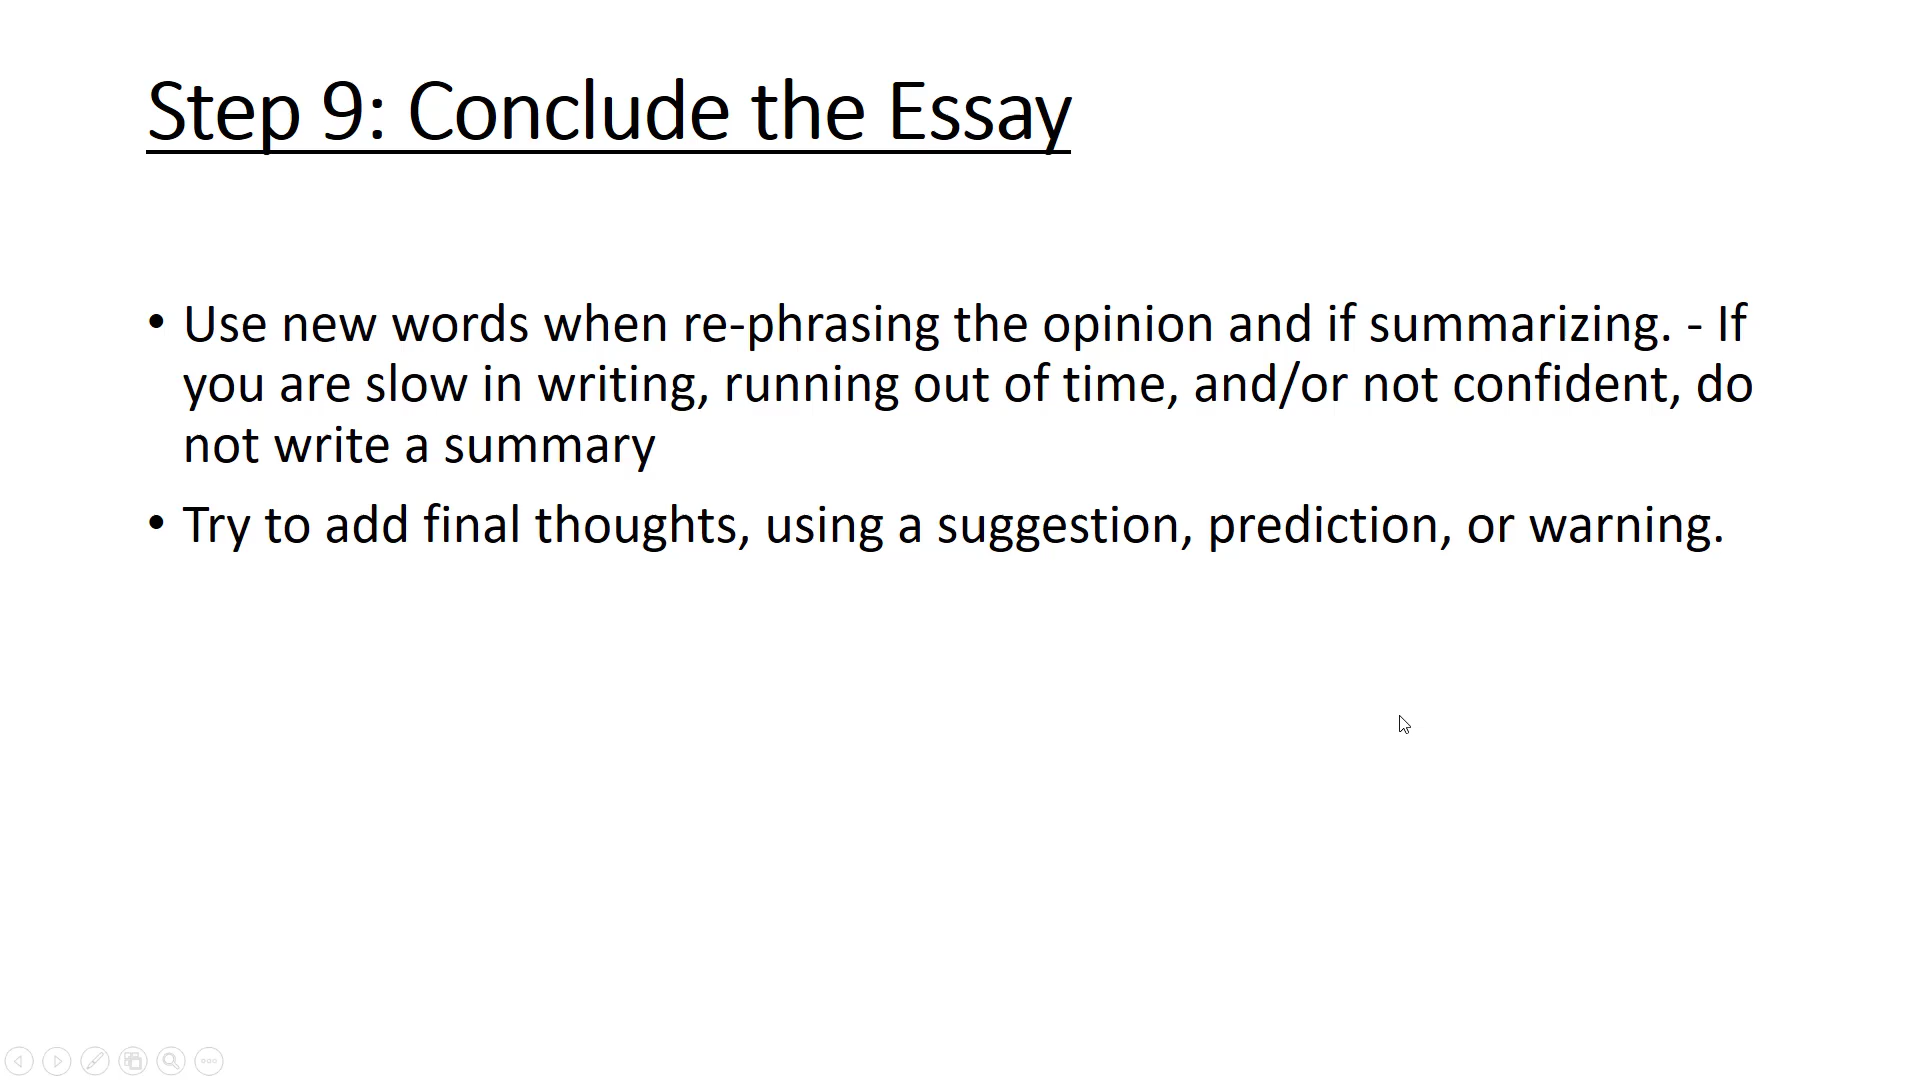 Step 9: Conclude the Essay
• Use new words when re-phrasing the opinion and if summarizing. - If
you are slow in writing, running out of time, and/or not confident, do
not write a summary
• Try to add final thoughts, using a suggestion, prediction, or warning.